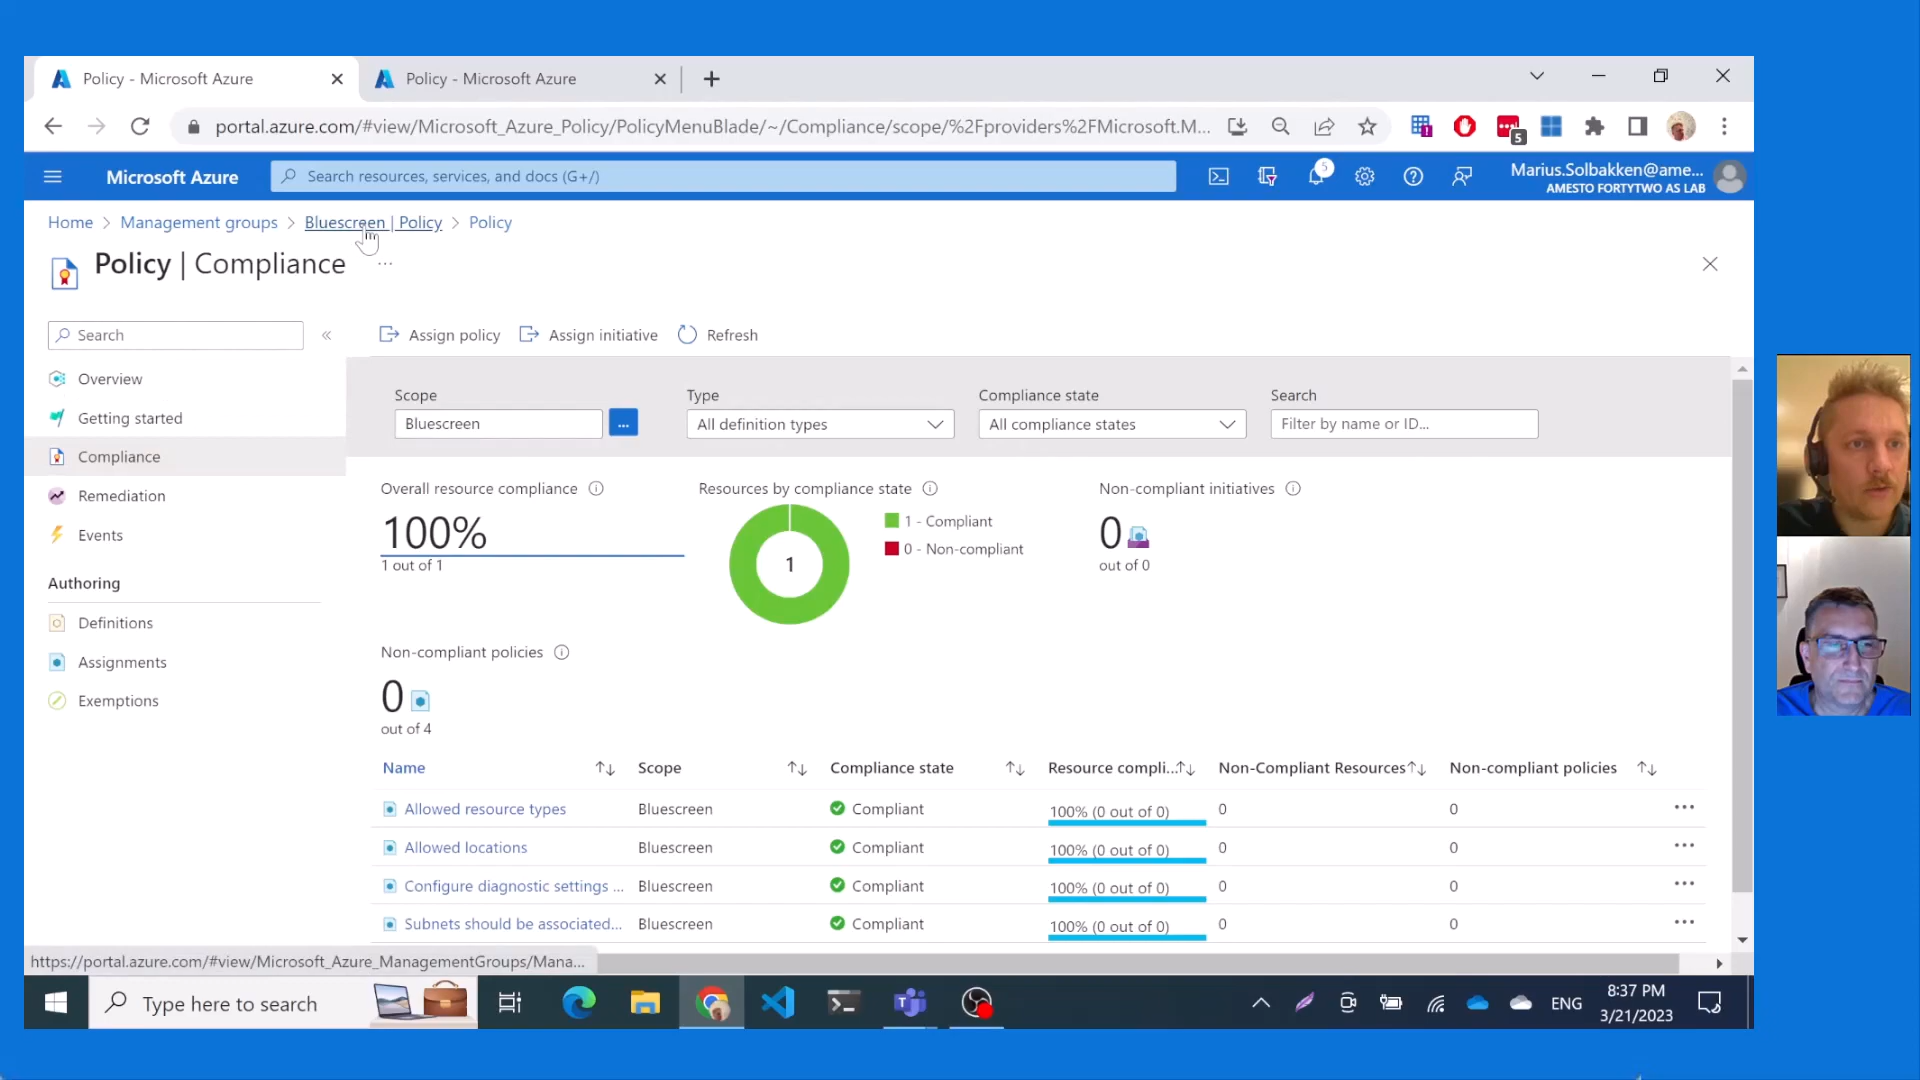 Policy - Microsoft Azure
Policy - Microsoft Azure
portal.azure.com/#view/Microsoft_Azure_Policy/PolicyMenuBlade/~/Compliance/scope/%2Fproviders%2FMicrosoft.M...
5
Microsoft Azure
Search resources, services, and docs (G+/)
5
Marius.Solbakken@ame...
AMESTO FORTYTWO AS LAB
Home > Management groups > Bluescreen | Policy > Policy
Policy | Compliance
...
Search
«
Assign policy
Assign initiative
Refresh
Overview
Getting started
Compliance
Remediation
Events
Authoring
Definitions
Assignments
Exemptions
Scope
Type
Compliance state
Search
Bluescreen
...
All definition types
All compliance states
Filter by name or ID...
Overall resource compliance
100%
1 out of 1
Resources by compliance state
1
1 - Compliant
0 - Non-compliant
Non-compliant initiatives
0
out of 0
Non-compliant policies
0
out of 4
Name Scope Compliance state Resource compli... Non-Compliant Resources Non-compliant policies
Allowed resource types Bluescreen Compliant 100% (0 out of 0) 0 0 ...
Allowed locations Bluescreen Compliant 100% (0 out of 0) 0 0 ...
Configure diagnostic settings ... Bluescreen Compliant 100% (0 out of 0) 0 0 ...
Subnets should be associated... Bluescreen Compliant 100% (0 out of 0) 0 0 ...
https://portal.azure.com/#view/Microsoft_Azure_ManagementGroups/Mana...
Type here to search
ENG
8:37 PM
3/21/2023